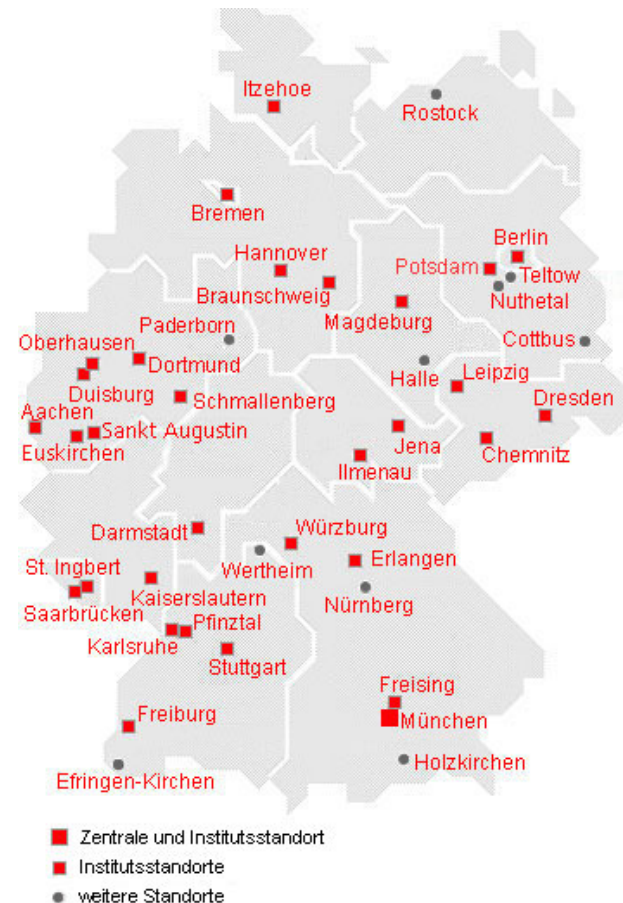 Itzehoe
Rostock
Bremen
Hannover
Berlin
Potsdam
Teltow
Braunschweig
Nuthetal
Magdeburg
Paderborn
Cottbus
Oberhausen
Dortmund
Halle
Leipzig
Duisburg
Schmallenberg
Dresden
Aachen
Sankt Augustin
Jena
Euskirchen
Chemnitz
Ilmenau
Darmstadt
Würzburg
St. Ingbert
Wertheim
Erlangen
Kaiserslautern
Nürnberg
Saarbrücken
Pfinztal
Karlsruhe
Stuttgart
Freising
Freiburg
München
Holzkirchen
Efringen-Kirchen
Zentrale und Institutsstandort
Institutsstandorte
weitere Standorte